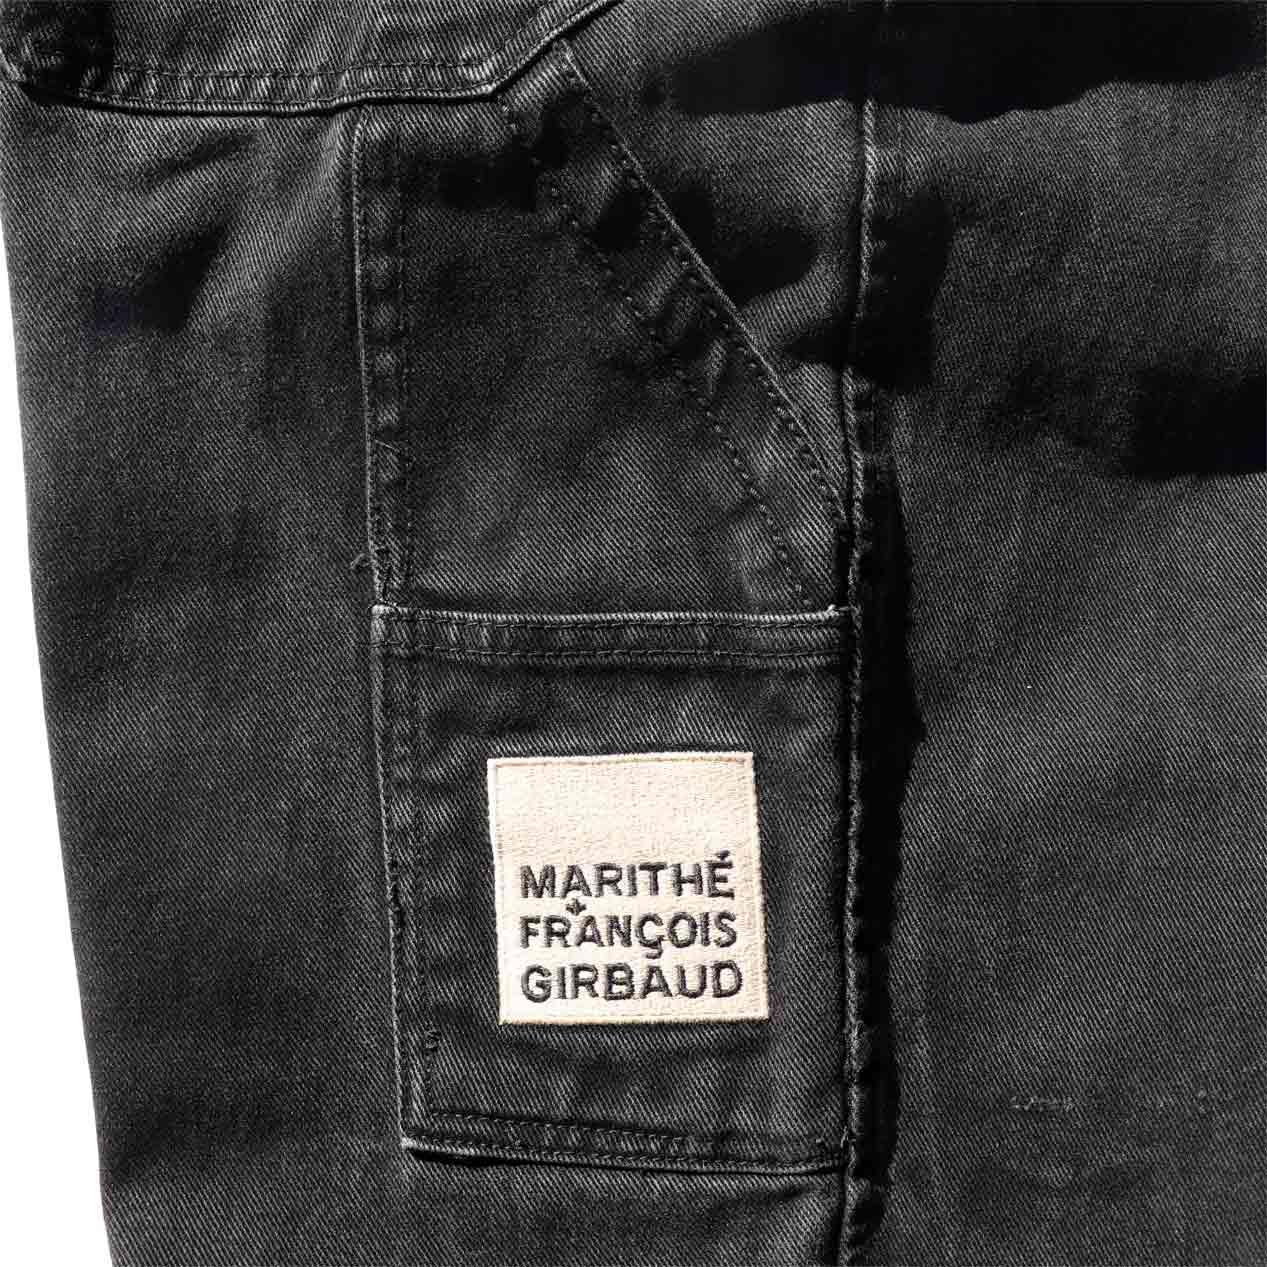 MARITHÉ
+
FRANÇOIS
GIRBAUD